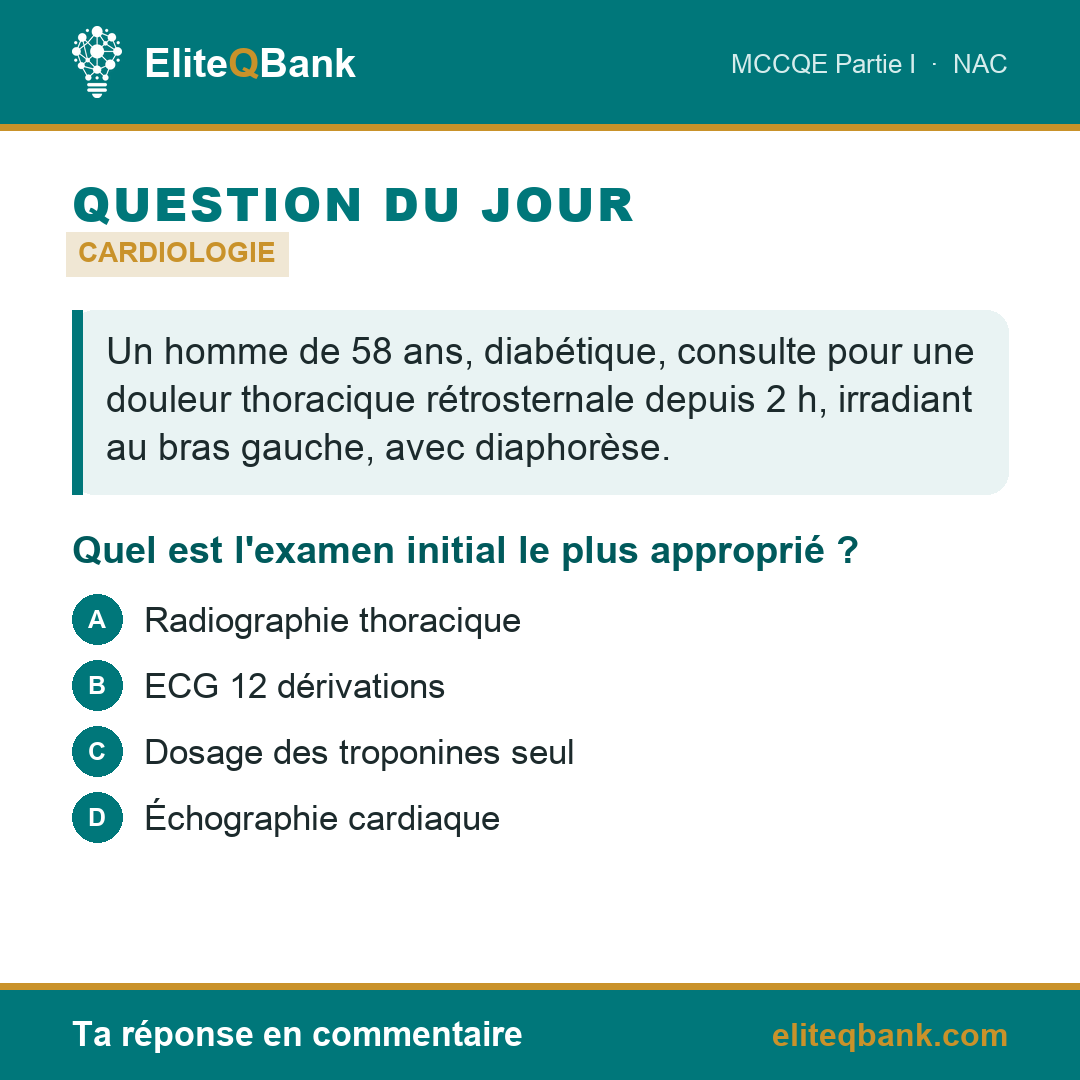 EliteQBank
MCCQE Partie I · NAC
QUESTION DU JOUR
CARDIOLOGIE
Un homme de 58 ans, diabétique, consulte pour une
douleur thoracique rétrosternale depuis 2 h, irradiant
au bras gauche, avec diaphorèse.
Quel est l'examen initial le plus approprié ?
A Radiographie thoracique
B ECG 12 dérivations
C Dosage des troponines seul
D Échographie cardiaque
Ta réponse en commentaire
eliteqbank.com